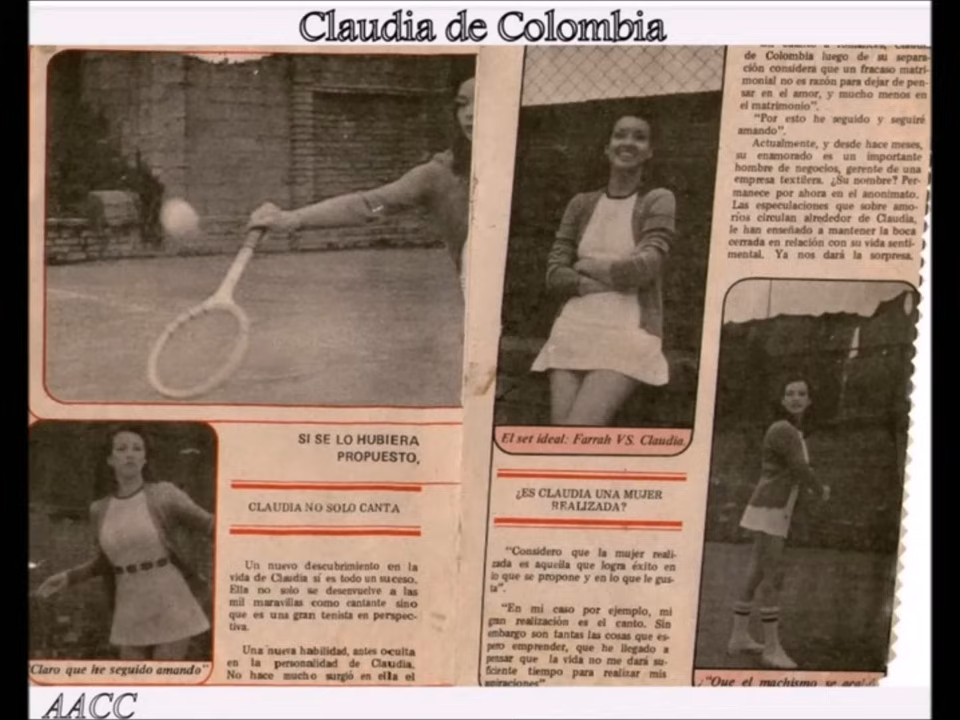 Claudia de Colombia
SI SE LO HUBIERA
PROPUESTO,
CLAUDIA NO SOLO CANTA
Un nuevo descubrimiento en la
vida de Claudia sí es todo un suceso.
Ella no solo se desenvuelve a las
mil maravillas como cantante sino
que es una gran tenista en perspec-
tiva.
Una nueva habilidad, antes oculta
en la personalidad de Claudia.
No hace mucho surgió en ella el
"Claro que he seguido amando"
El set ideal: Farrah VS. Claudia.
¿ES CLAUDIA UNA MUJER
REALIZADA?
"Considero que la mujer reali-
zada es aquella que logra éxito en
lo que se propone y en lo que le gus-
ta".
"En mi caso por ejemplo, mi
gran realización es el canto. Sin
embargo son tantas las cosas que es-
pero emprender, que he llegado a
pensar que la vida no me dará su-
ficiente tiempo para realizar mis
aspiraciones"
de Colombia luego de su separa-
ción considera que un fracaso matri-
monial no es razón para dejar de pen-
sar en el amor, y mucho menos en
el matrimonio".
"Por esto he seguido y seguiré
amando".
Actualmente, y desde hace meses,
su enamorado es un importante
hombre de negocios, gerente de una
empresa textilera. ¿Su nombre? Per-
manece por ahora en el anonimato.
Las especulaciones que sobre amo-
ríos circulan alrededor de Claudia,
le han enseñado a mantener la boca
cerrada en relación con su vida senti-
mental. Ya nos dará la sorpresa.
"Que el machismo se
AACC